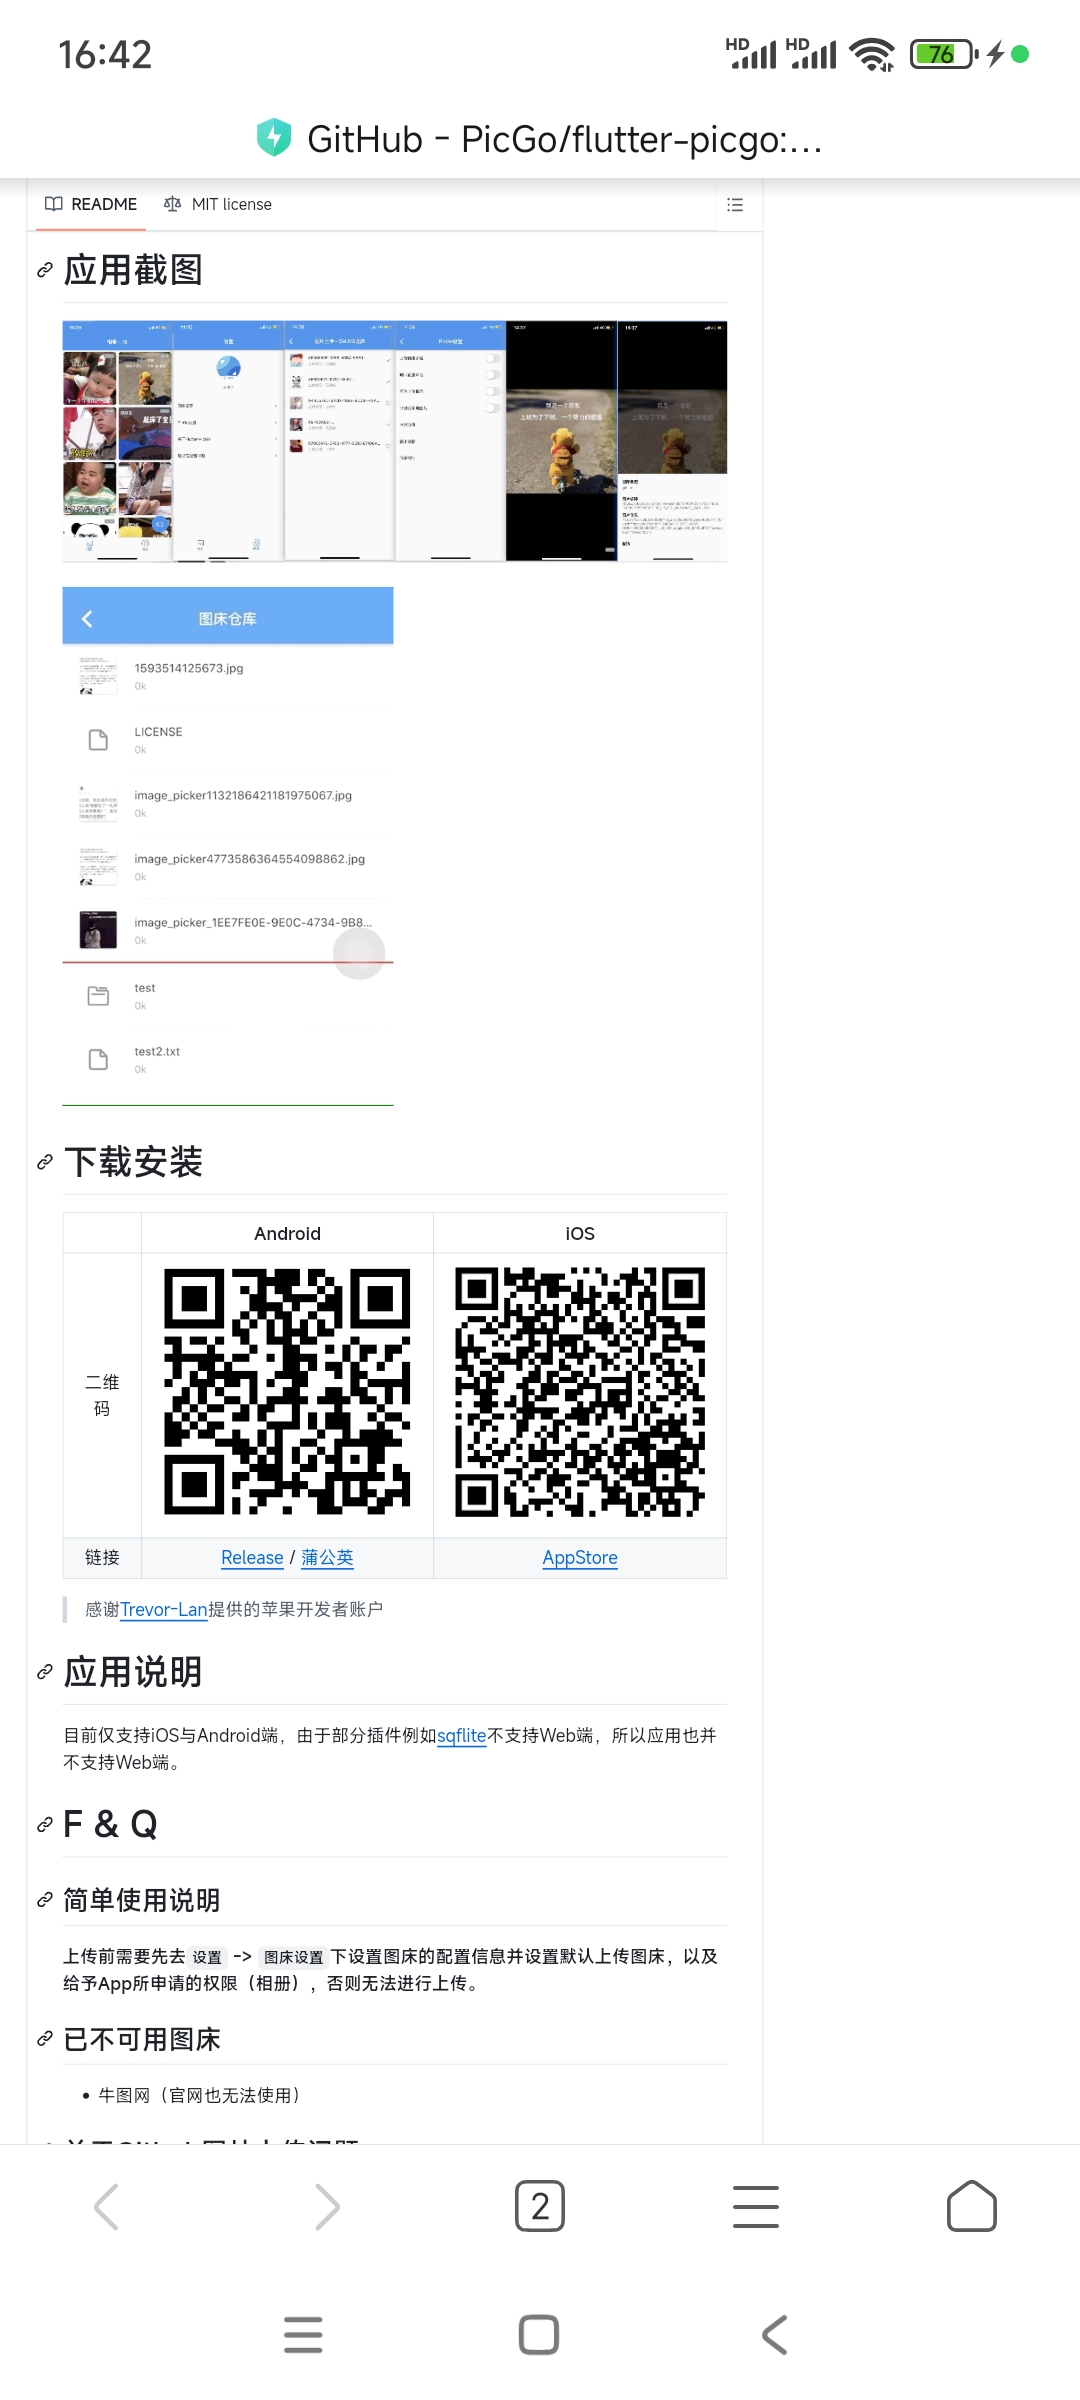 16:42
HD HD 76
GitHub - PicGo/flutter-picgo:...
README MIT license
应用截图
图床仓库
1593514125673.jpg
0k
LICENSE
0k
image_picker1132186421181975067.jpg
0k
image_picker4773586364554098862.jpg
0k
image_picker_1EE7FE0E-9E0C-4734-9B8...
0k
test
0k
test2.txt
0k
下载安装
Android iOS
二维
码
链接 Release / 蒲公英 AppStore
感谢Trevor-Lan提供的苹果开发者账户
应用说明
目前仅支持iOS与Android端，由于部分插件例如sqflite不支持Web端，所以应用也并
不支持Web端。
F & Q
简单使用说明
上传前需要先去 设置 -> 图床设置 下设置图床的配置信息并设置默认上传图床，以及
给予App所申请的权限（相册），否则无法进行上传。
已不可用图床
牛图网（官网也无法使用）
2